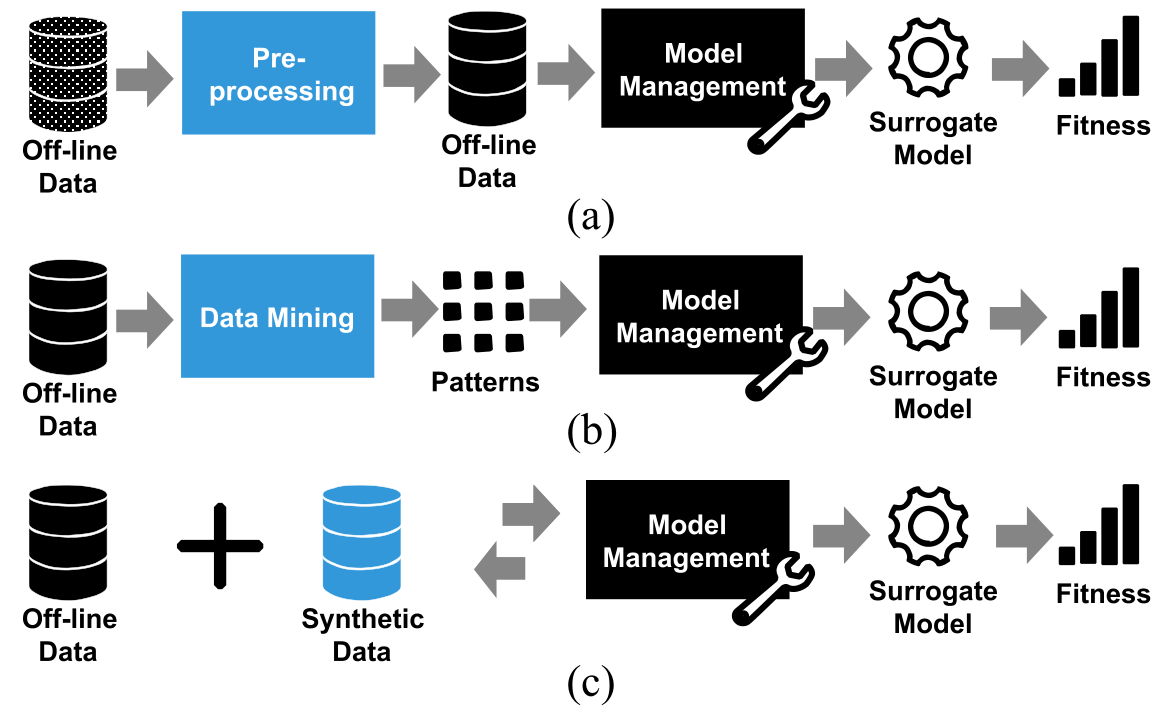 Pre-
processing
Model
Management
Off-line
Data
Off-line
Data
Surrogate
Model
Fitness
(a)
Data Mining
Model
Management
Off-line
Data
Patterns
Surrogate
Model
Fitness
(b)
Model
Management
Off-line
Data
Synthetic
Data
Surrogate
Model
Fitness
(c)